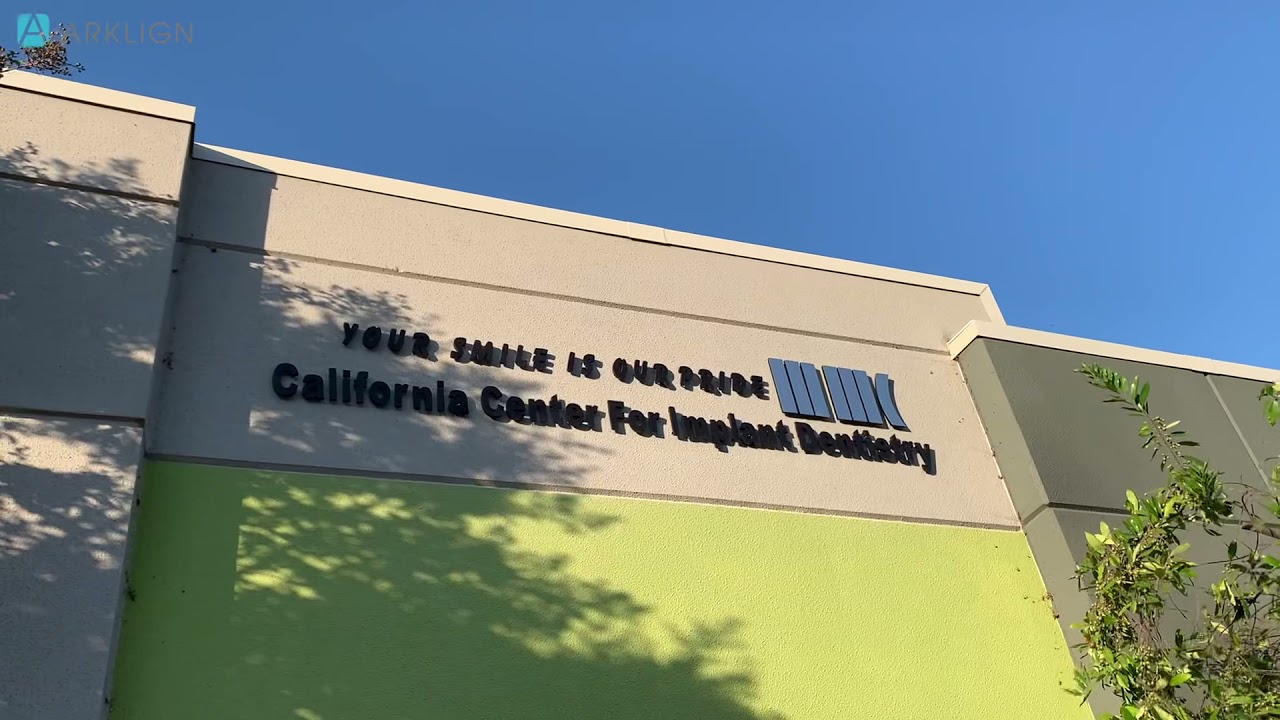 ARKLIGN
YOUR SMILE IS OUR PRIDE
California Center For Implant Dentistry